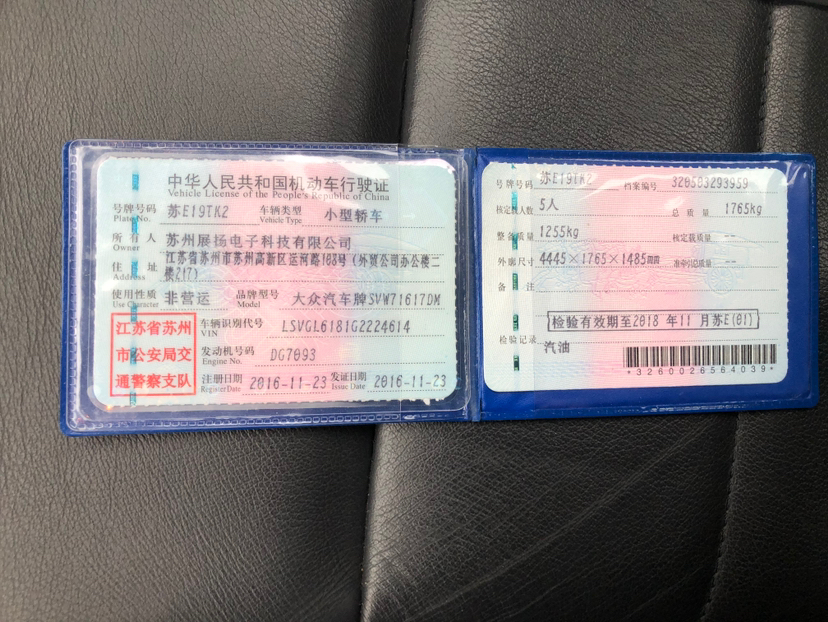 中华人民共和国机动车行驶证
Vehicle License of the People's Republic of China
号牌号码 苏E19TK2 车辆类型 小型轿车
Plate No. Vehicle Type
所有人 苏州展扬电子科技有限公司
Owner
住址 江苏省苏州市苏州高新区运河路188号（外贸公司办公楼二楼217）
Address
使用性质 非营运 品牌型号 大众汽车牌SVW71617DM
Use Character Model
江苏省苏州
市公安局交
通警察支队
车辆识别代号 LSVGL6181G2224614
VIN
发动机号码 DG7093
Engine No.
注册日期 2016-11-23 发证日期 2016-11-23
Register Date Issue Date
号牌号码 苏E19TK2 档案编号 320503293959
核定载人数 5人 总质量 1765kg
整备质量 1255kg 核定载质量 --
外廓尺寸 4445×1765×1485mm 准牵引总质量 --
备注
检验有效期至2018年11月苏E(01)
检验记录
汽油
*3260026564039*